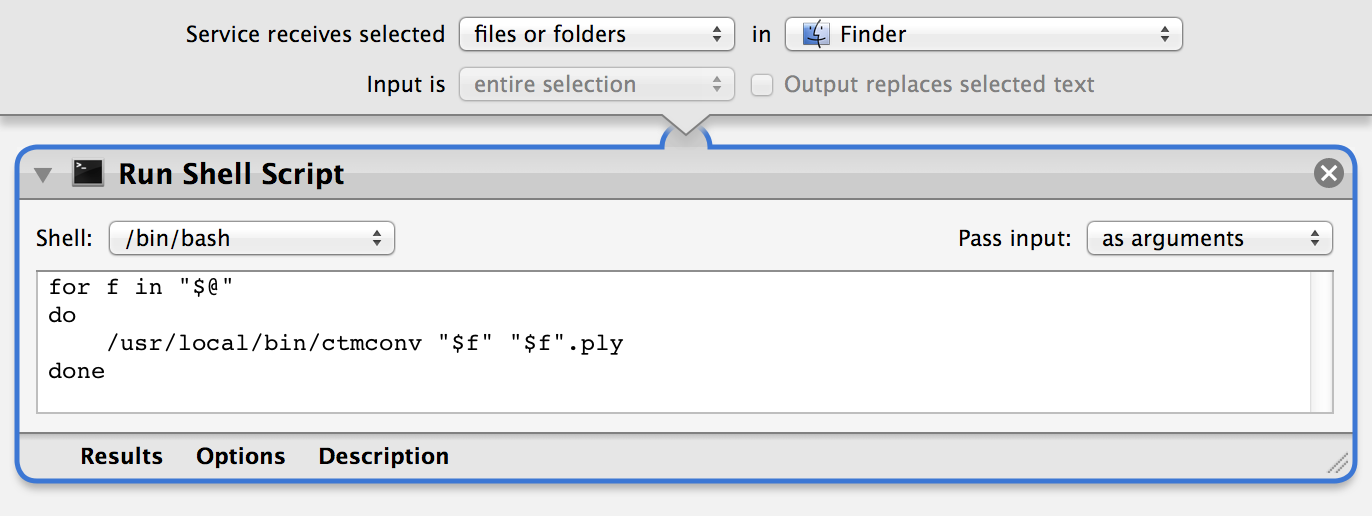 Service receives selected files or folders in Finder
Input is entire selection Output replaces selected text
Run Shell Script
Shell: /bin/bash Pass input: as arguments
for f in "$@"
do
    /usr/local/bin/ctmconv "$f" "$f".ply
done
Results Options Description